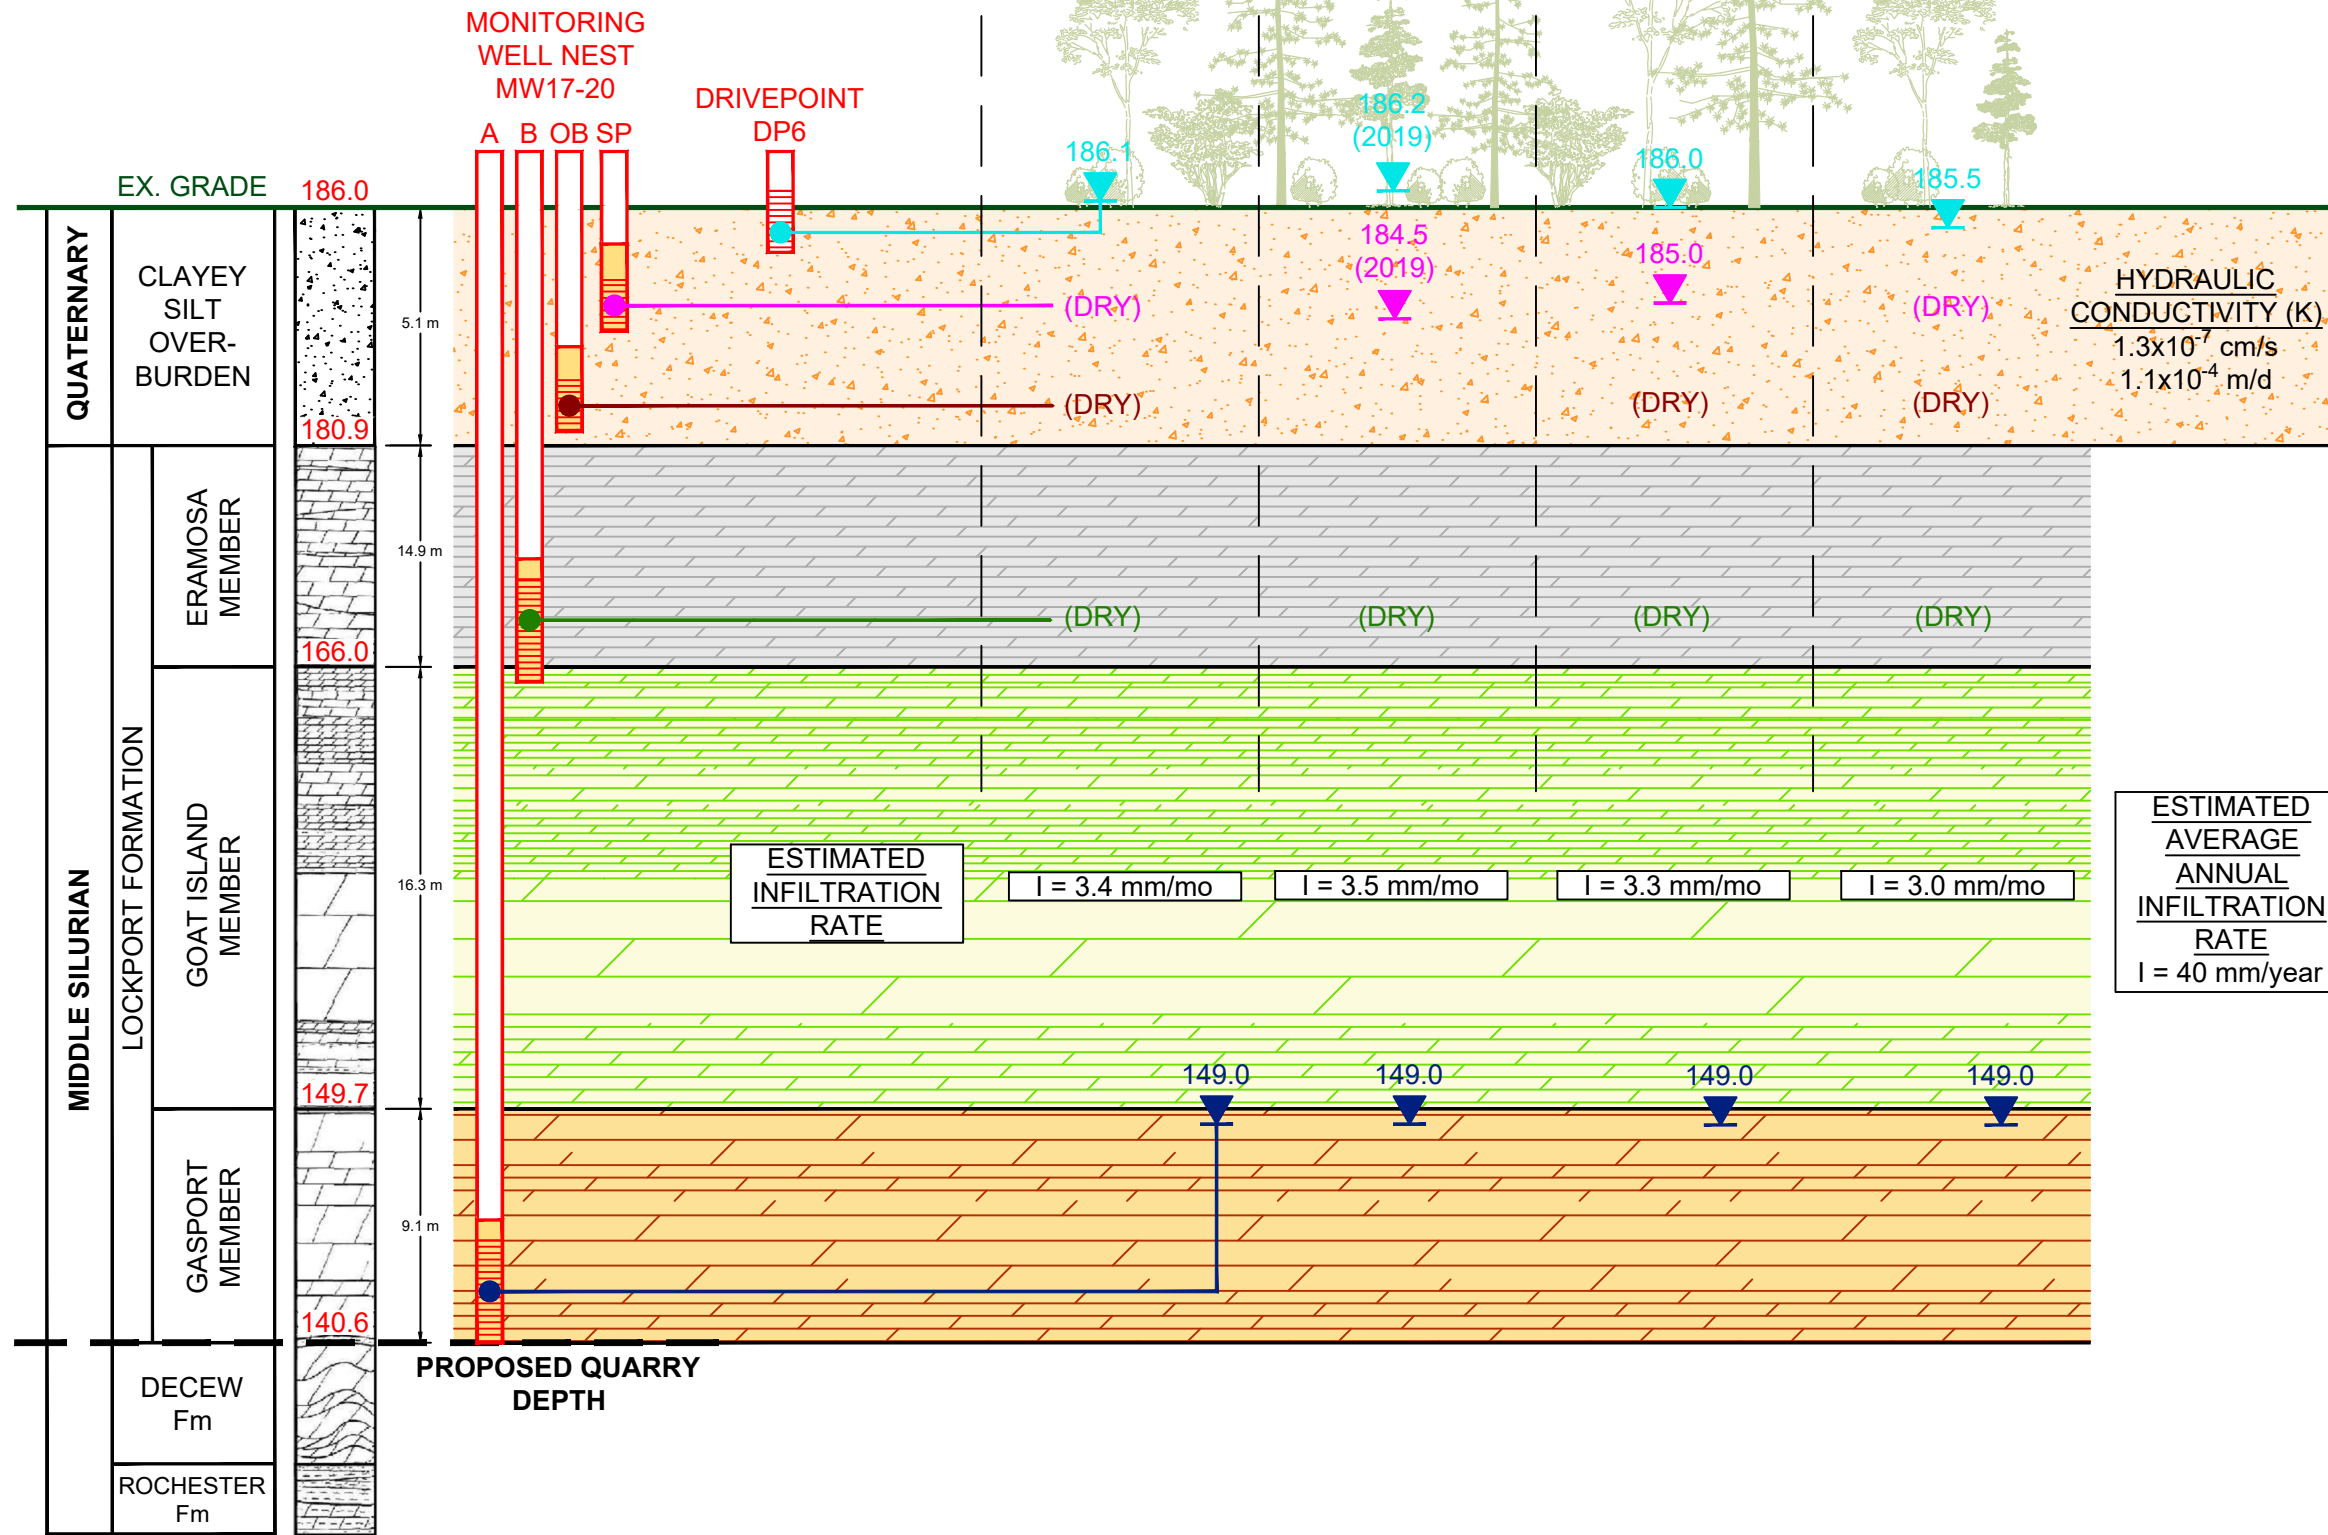 MONITORING
WELL NEST
MW17-20
A B OB SP
DRIVEPOINT
DP6
EX. GRADE
186.0
186.1
186.2
(2019)
186.0
185.5
QUATERNARY
CLAYEY
SILT
OVER-
BURDEN
5.1 m
(DRY)
184.5
(2019)
185.0
(DRY)
HYDRAULIC
CONDUCTIVITY (K)
1.3x10⁻⁷ cm/s
1.1x10⁻⁴ m/d
(DRY)
(DRY)
(DRY)
180.9
MIDDLE SILURIAN
LOCKPORT FORMATION
ERAMOSA
MEMBER
14.9 m
(DRY)
(DRY)
(DRY)
(DRY)
166.0
GOAT ISLAND
MEMBER
16.3 m
ESTIMATED
INFILTRATION
RATE
I = 3.4 mm/mo
I = 3.5 mm/mo
I = 3.3 mm/mo
I = 3.0 mm/mo
ESTIMATED
AVERAGE
ANNUAL
INFILTRATION
RATE
I = 40 mm/year
149.7
149.0
149.0
149.0
149.0
GASPORT
MEMBER
9.1 m
140.6
PROPOSED QUARRY
DEPTH
DECEW
Fm
ROCHESTER
Fm